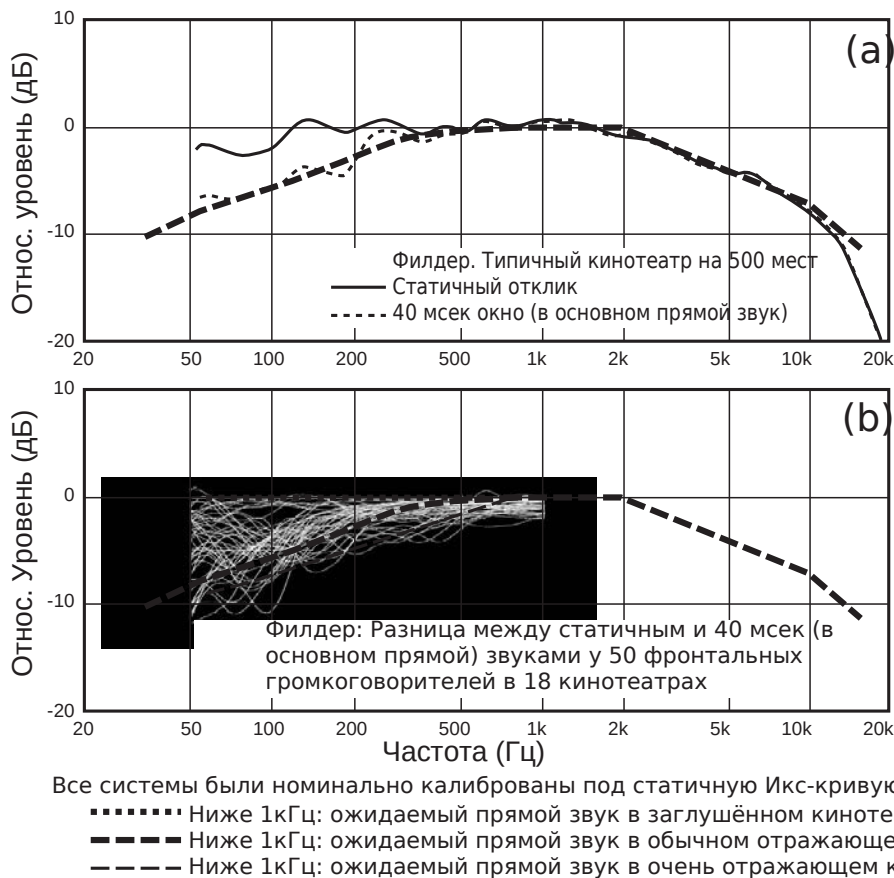 10
(a)
0
-10
-20
Относ. уровень (дБ)
Филдер. Типичный кинотеатр на 500 мест
Статичный отклик
40 мсек окно (в основном прямой звук)
20 50 100 200 500 1k 2k 5k 10k 20k
10
(b)
0
-10
-20
Относ. Уровень (дБ)
Филдер: Разница между статичным и 40 мсек (в
основном прямой) звуками у 50 фронтальных
громкоговорителей в 18 кинотеатрах
20 50 100 200 500 1k 2k 5k 10k 20k
Частота (Гц)
Все системы были номинально калиброваны под статичную Икс-кривую
Ниже 1кГц: ожидаемый прямой звук в заглушённом
Ниже 1кГц: ожидаемый прямой звук в обычном
Ниже 1кГц: ожидаемый прямой звук в очень отражающем